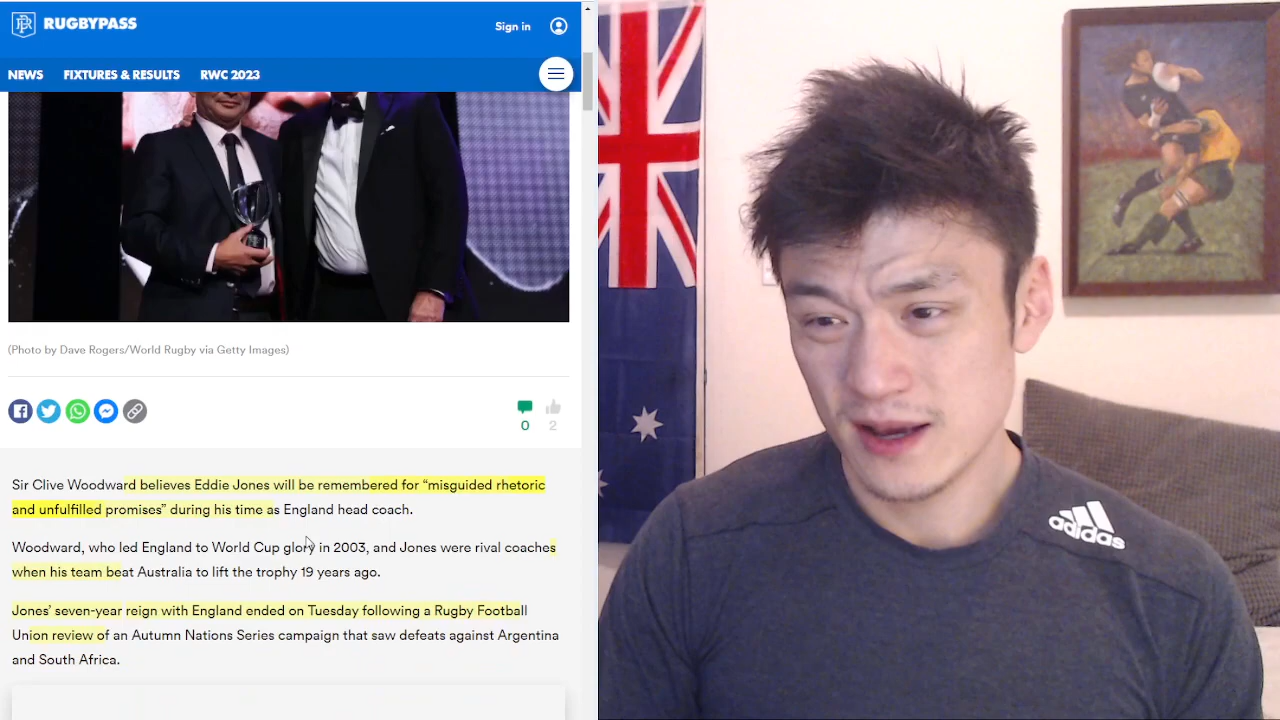 RUGBYPASS
Sign in
NEWS FIXTURES & RESULTS RWC 2023
(Photo by Dave Rogers/World Rugby via Getty Images)
0 2
Sir Clive Woodward believes Eddie Jones will be remembered for “misguided rhetoric
and unfulfilled promises” during his time as England head coach.
Woodward, who led England to World Cup glory in 2003, and Jones were rival coaches
when his team beat Australia to lift the trophy 19 years ago.
Jones’ seven-year reign with England ended on Tuesday following a Rugby Football
Union review of an Autumn Nations Series campaign that saw defeats against Argentina
and South Africa.
adidas